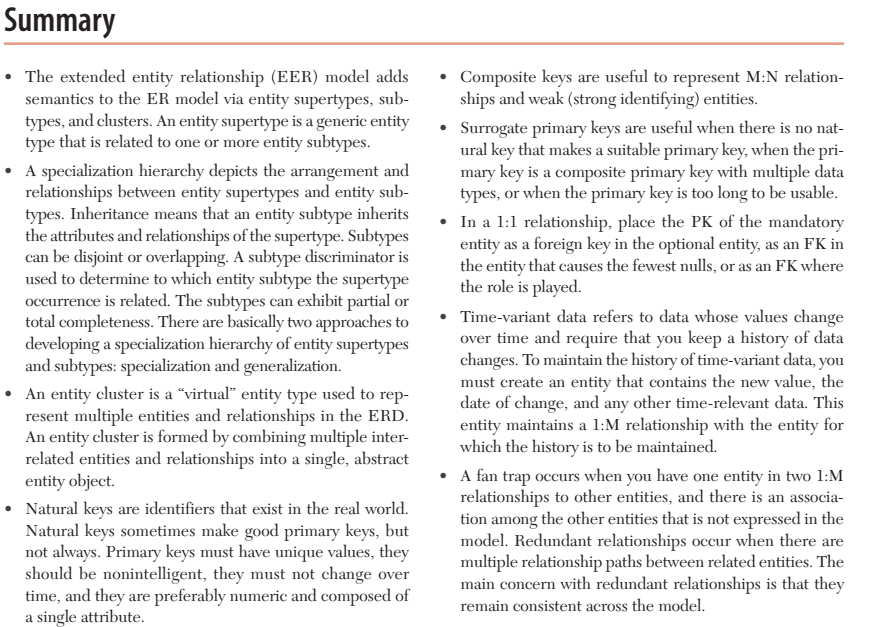 Summary
• The extended entity relationship (EER) model adds
semantics to the ER model via entity supertypes, sub-
types, and clusters. An entity supertype is a generic entity
type that is related to one or more entity subtypes.
• A specialization hierarchy depicts the arrangement and
relationships between entity supertypes and entity sub-
types. Inheritance means that an entity subtype inherits
the attributes and relationships of the supertype. Subtypes
can be disjoint or overlapping. A subtype discriminator is
used to determine to which entity subtype the supertype
occurrence is related. The subtypes can exhibit partial or
total completeness. There are basically two approaches to
developing a specialization hierarchy of entity supertypes
and subtypes: specialization and generalization.
• An entity cluster is a “virtual” entity type used to rep-
resent multiple entities and relationships in the ERD.
An entity cluster is formed by combining multiple inter-
related entities and relationships into a single, abstract
entity object.
• Natural keys are identifiers that exist in the real world.
Natural keys sometimes make good primary keys, but
not always. Primary keys must have unique values, they
should be nonintelligent, they must not change over
time, and they are preferably numeric and composed of
a single attribute.
• Composite keys are useful to represent M:N relation-
ships and weak (strong identifying) entities.
• Surrogate primary keys are useful when there is no nat-
ural key that makes a suitable primary key, when the pri-
mary key is a composite primary key with multiple data
types, or when the primary key is too long to be usable.
• In a 1:1 relationship, place the PK of the mandatory
entity as a foreign key in the optional entity, as an FK in
the entity that causes the fewest nulls, or as an FK where
the role is played.
• Time-variant data refers to data whose values change
over time and require that you keep a history of data
changes. To maintain the history of time-variant data, you
must create an entity that contains the new value, the
date of change, and any other time-relevant data. This
entity maintains a 1:M relationship with the entity for
which the history is to be maintained.
• A fan trap occurs when you have one entity in two 1:M
relationships to other entities, and there is an associa-
tion among the other entities that is not expressed in the
model. Redundant relationships occur when there are
multiple relationship paths between related entities. The
main concern with redundant relationships is that they
remain consistent across the model.